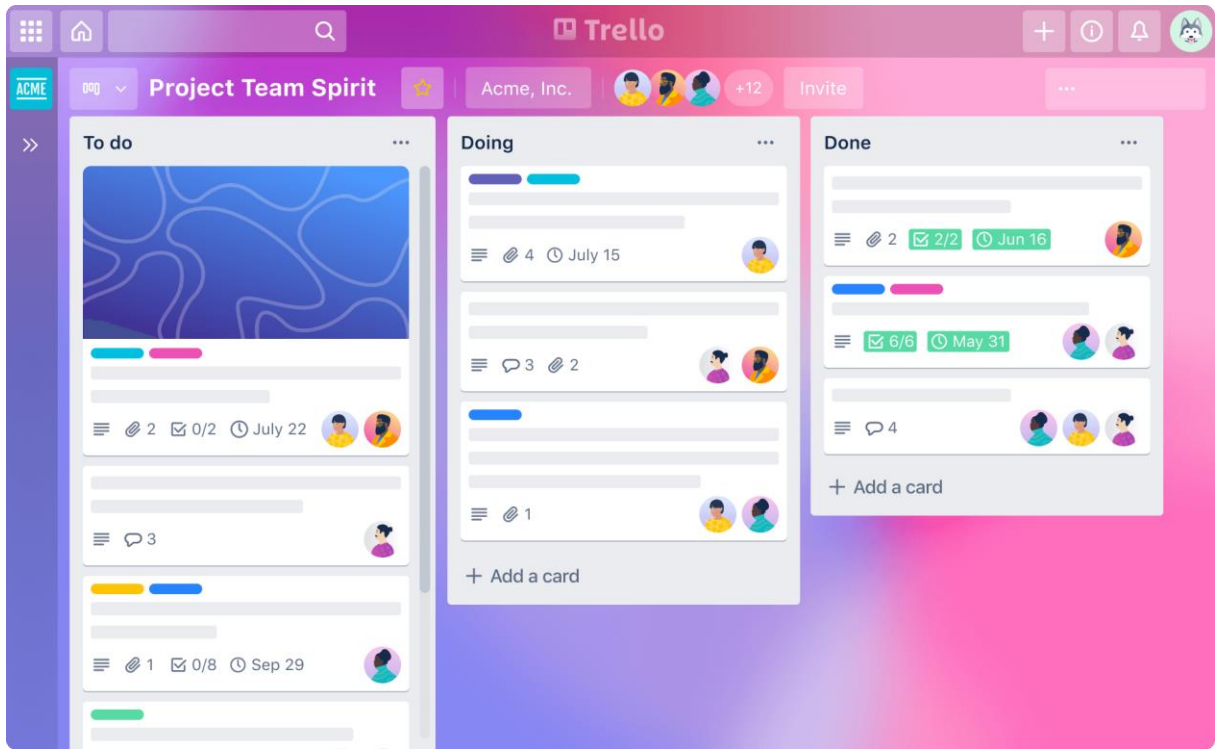 Trello
ACME
Project Team Spirit
Acme, Inc.
+12
Invite
To do
2 0/2 July 22
3
1 0/8 Sep 29
Doing
4 July 15
3 2
1
+ Add a card
Done
2 2/2 Jun 16
6/6 May 31
4
+ Add a card